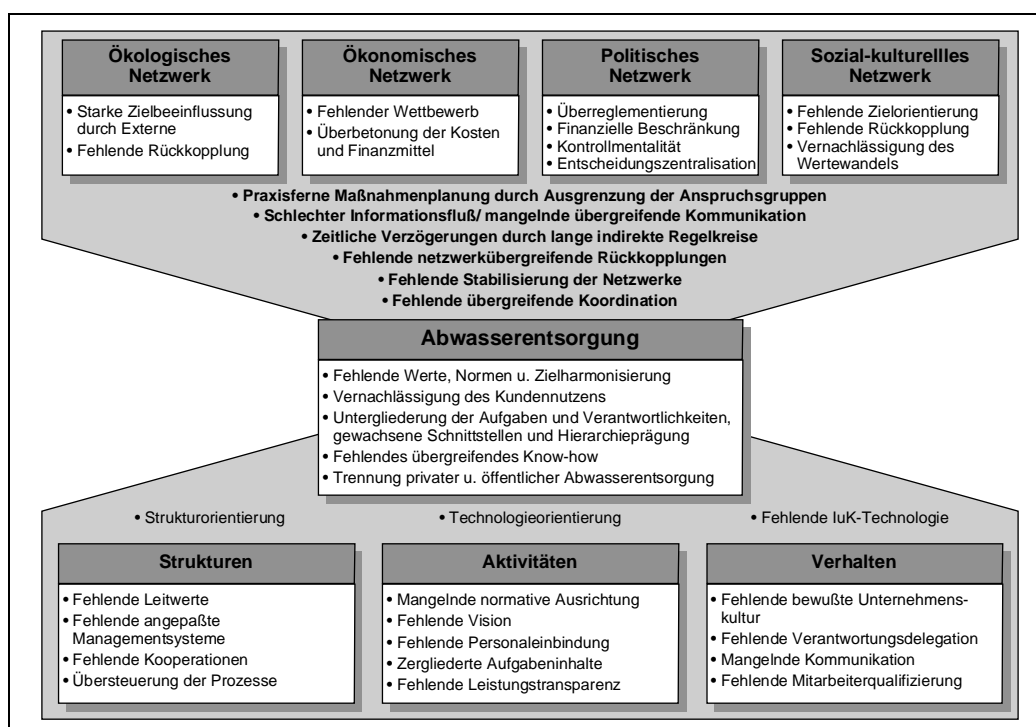 Ökologisches
Netzwerk
• Starke Zielbeeinflussung
durch Externe
• Fehlende Rückkopplung
Ökonomisches
Netzwerk
• Fehlender Wettbewerb
• Überbetonung der Kosten
und Finanzmittel
Politisches
Netzwerk
• Überreglementierung
• Finanzielle Beschränkung
• Kontrollmentalität
• Entscheidungszentralisation
Sozial-kulturelles
Netzwerk
• Fehlende Zielorientierung
• Fehlende Rückkopplung
• Vernachlässigung des
Wertewandels
• Praxisferne Maßnahmenplanung durch Ausgrenzung der Anspruchsgruppen
• Schlechter Informationsfluß/ mangelnde übergreifende Kommunikation
• Zeitliche Verzögerungen durch lange indirekte Regelkreise
• Fehlende netzwerkübergreifende Rückkopplungen
• Fehlende Stabilisierung der Netzwerke
• Fehlende übergreifende Koordination
Abwasserentsorgung
• Fehlende Werte, Normen u. Zielharmonisierung
• Vernachlässigung des Kundennutzens
• Untergliederung der Aufgaben und Verantwortlichkeiten,
gewachsene Schnittstellen und Hierarchieprägung
• Fehlendes übergreifendes Know-how
• Trennung privater u. öffentlicher Abwasserentsorgung
• Strukturorientierung
• Technologieorientierung
• Fehlende IuK-Technologie
Strukturen
• Fehlende Leitwerte
• Fehlende angepaßte
Managementsysteme
• Fehlende Kooperationen
• Übersteuerung der Prozesse
Aktivitäten
• Mangelnde normative Ausrichtung
• Fehlende Vision
• Fehlende Personaleinbindung
• Zergliederte Aufgabeninhalte
• Fehlende Leistungstransparenz
Verhalten
• Fehlende bewußte Unternehmens-
kultur
• Fehlende Verantwortungsdelegation
• Mangelnde Kommunikation
• Fehlende Mitarbeiterqualifizierung